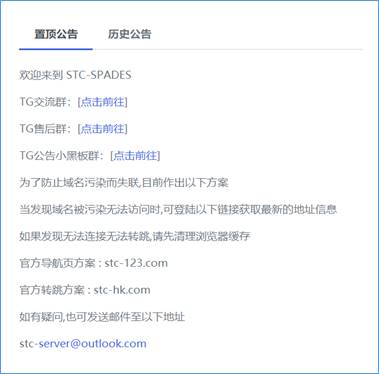 置顶公告 历史公告
欢迎来到 STC-SPADES
TG交流群：[点击前往]
TG售后群：[点击前往]
TG公告小黑板群：[点击前往]
为了防止域名污染而失联,目前作出以下方案
当发现域名被污染无法访问时,可登陆以下链接获取最新的地址信息
如果发现无法连接无法转跳,请先清理浏览器缓存
官方导航页方案 : stc-123.com
官方转跳方案 : stc-hk.com
如有疑问,也可发送邮件至以下地址
stc-server@outlook.com